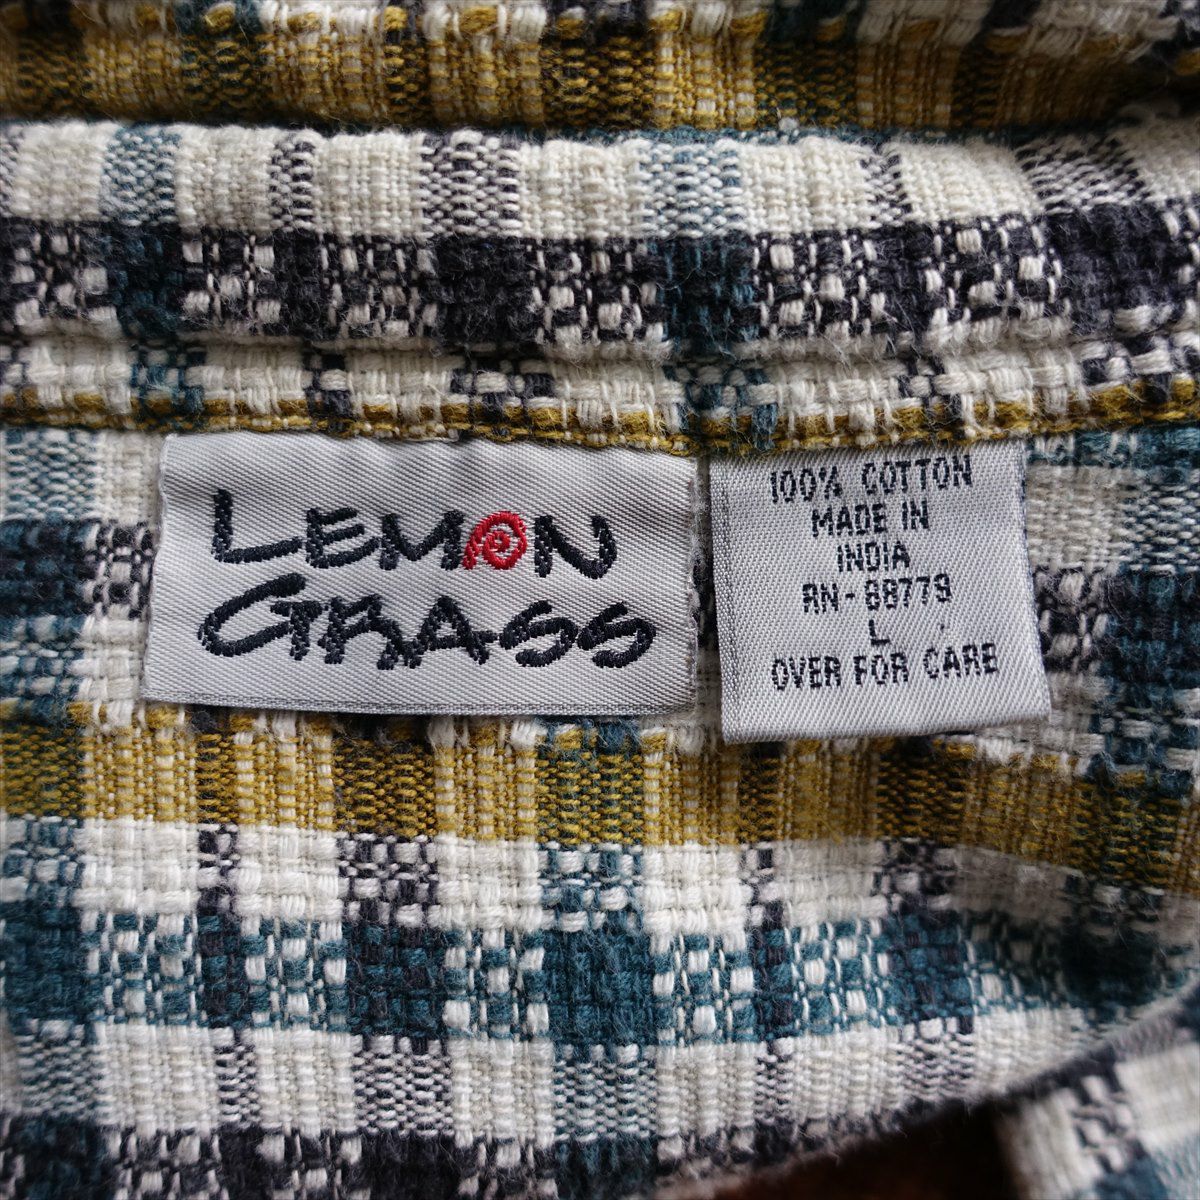 LEMON
GRASS
100% COTTON
MADE IN
INDIA
RN-88779
L
OVER FOR CARE